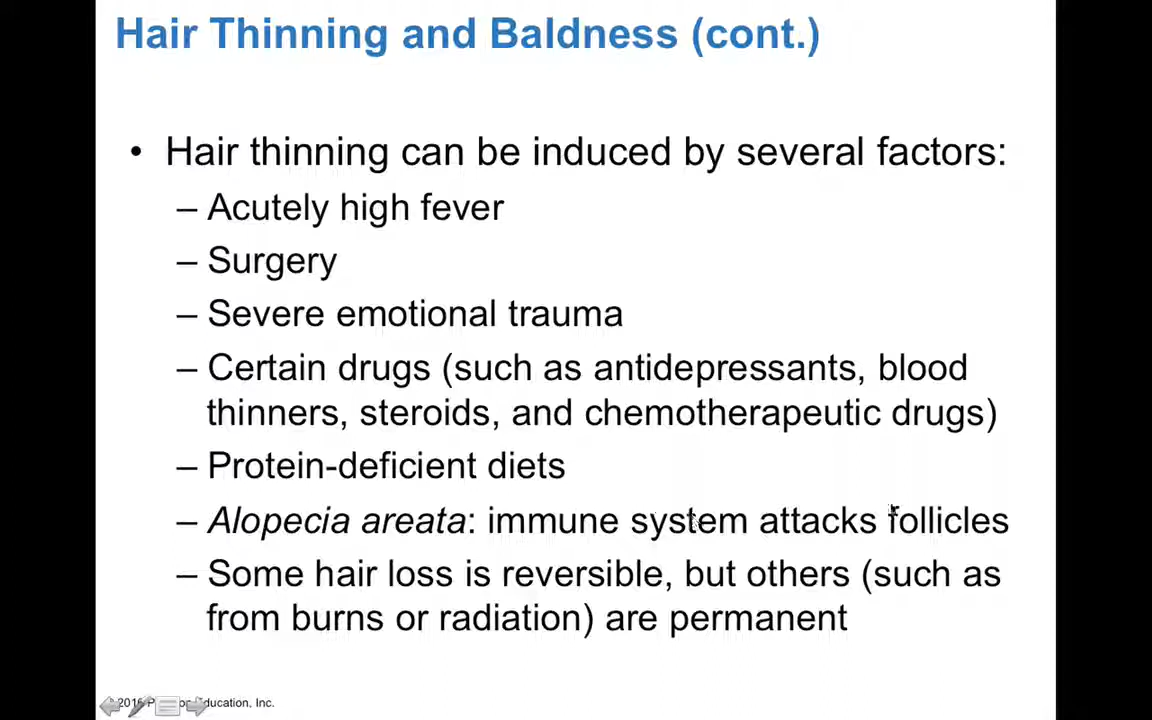 Hair Thinning and Baldness (cont.)
• Hair thinning can be induced by several factors:
– Acutely high fever
– Surgery
– Severe emotional trauma
– Certain drugs (such as antidepressants, blood
thinners, steroids, and chemotherapeutic drugs)
– Protein-deficient diets
– Alopecia areata: immune system attacks follicles
– Some hair loss is reversible, but others (such as
from burns or radiation) are permanent
Education, Inc.